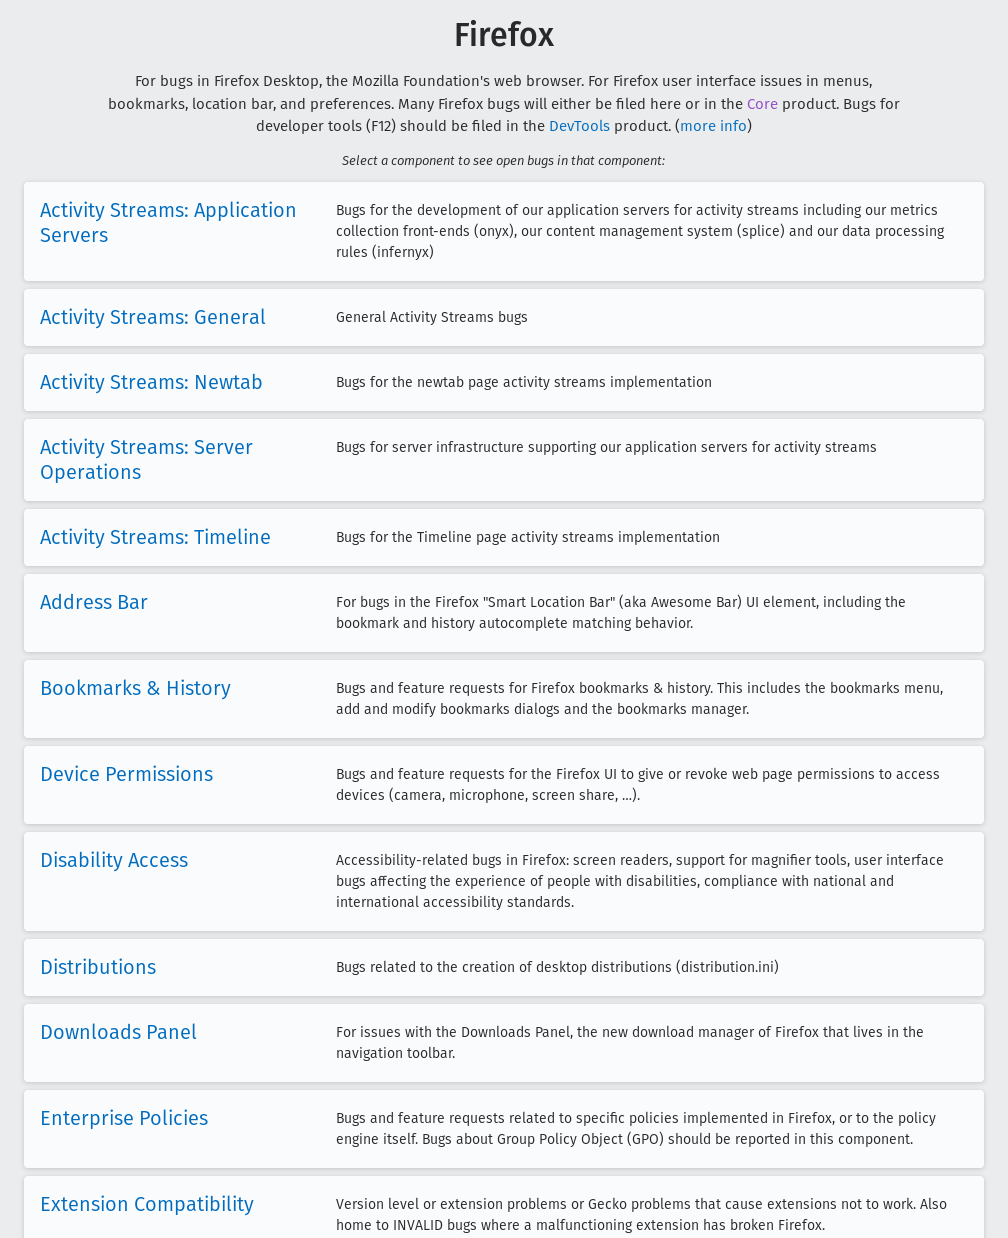 Firefox
For bugs in Firefox Desktop, the Mozilla Foundation's web browser. For Firefox user interface issues in menus,
bookmarks, location bar, and preferences. Many Firefox bugs will either be filed here or in the Core product. Bugs for
developer tools (F12) should be filed in the DevTools product. (more info)
Select a component to see open bugs in that component:
Activity Streams: Application
Servers
Bugs for the development of our application servers for activity streams including our metrics
collection front-ends (onyx), our content management system (splice) and our data processing
rules (infernyx)
Activity Streams: General
General Activity Streams bugs
Activity Streams: Newtab
Bugs for the newtab page activity streams implementation
Activity Streams: Server
Operations
Bugs for server infrastructure supporting our application servers for activity streams
Activity Streams: Timeline
Bugs for the Timeline page activity streams implementation
Address Bar
For bugs in the Firefox "Smart Location Bar" (aka Awesome Bar) UI element, including the
bookmark and history autocomplete matching behavior.
Bookmarks & History
Bugs and feature requests for Firefox bookmarks & history. This includes the bookmarks menu,
add and modify bookmarks dialogs and the bookmarks manager.
Device Permissions
Bugs and feature requests for the Firefox UI to give or revoke web page permissions to access
devices (camera, microphone, screen share, ...).
Disability Access
Accessibility-related bugs in Firefox: screen readers, support for magnifier tools, user interface
bugs affecting the experience of people with disabilities, compliance with national and
international accessibility standards.
Distributions
Bugs related to the creation of desktop distributions (distribution.ini)
Downloads Panel
For issues with the Downloads Panel, the new download manager of Firefox that lives in the
navigation toolbar.
Enterprise Policies
Bugs and feature requests related to specific policies implemented in Firefox, or to the policy
engine itself. Bugs about Group Policy Object (GPO) should be reported in this component.
Extension Compatibility
Version level or extension problems or Gecko problems that cause extensions not to work. Also
home to INVALID bugs where a malfunctioning extension has broken Firefox.